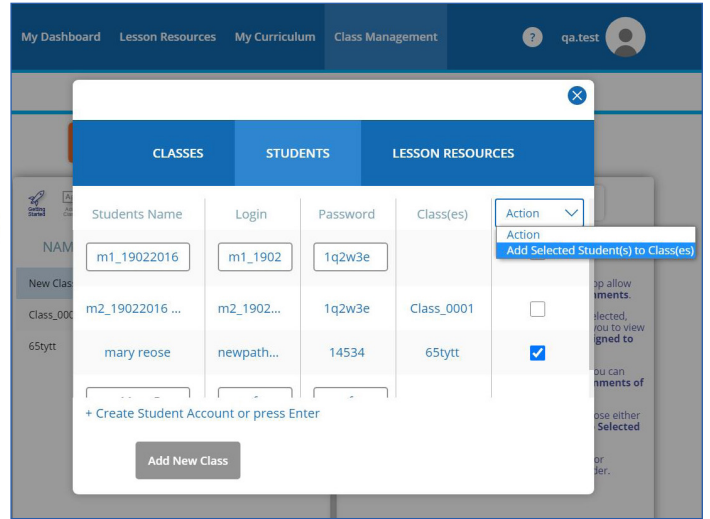 My Dashboard Lesson Resources My Curriculum Class Management ? qa.test
CLASSES STUDENTS LESSON RESOURCES
Students Name Login Password Class(es) Action
Action
Add Selected Student(s) to Class(es)
m1_19022016 m1_1902 1q2w3e
m2_19022016 ... m2_1902... 1q2w3e Class_0001
mary reose newpath... 14534 65tytt
+ Create Student Account or press Enter
Add New Class
Getting
Started
NAM
New Clas
Class_000
65tytt
op allow
nments.
elected,
you to view
igned to
ou can
nments of
ose either
Selected
or
der.